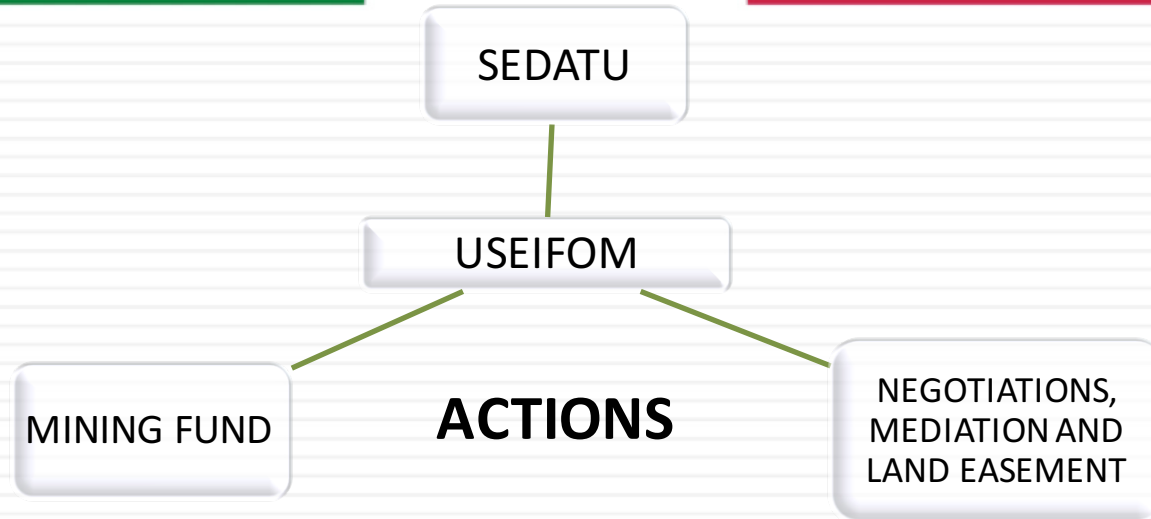 SEDATU
USEIFOM
MINING FUND
ACTIONS
NEGOTIATIONS,
MEDIATION AND
LAND EASEMENT